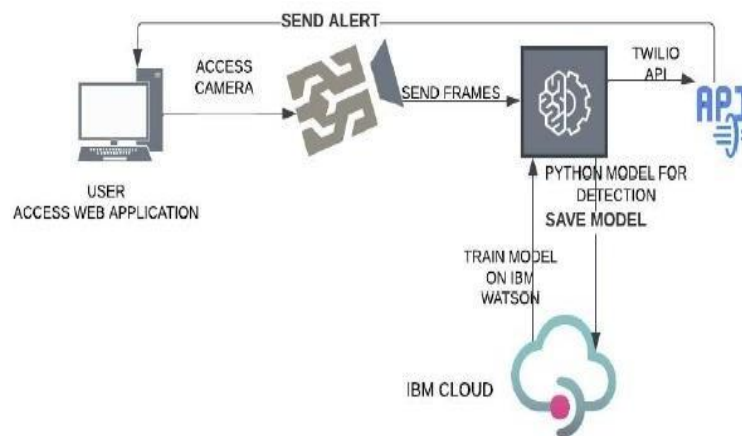 SEND ALERT
ACCESS
CAMERA
SEND FRAMES
TWILIO
API
API
USER
ACCESS WEB APPLICATION
PYTHON MODEL FOR
DETECTION
SAVE MODEL
TRAIN MODEL
ON IBM
WATSON
IBM CLOUD